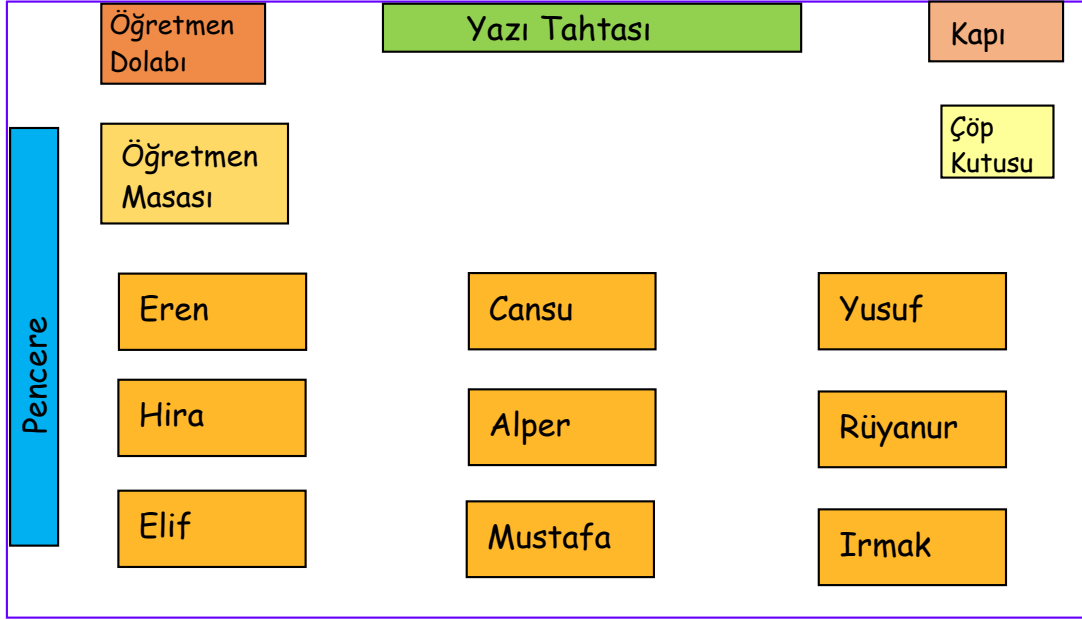 Öğretmen
Dolabı
Yazı Tahtası
Kapı
Çöp
Kutusu
Öğretmen
Masası
Pencere
Eren
Cansu
Yusuf
Hira
Alper
Rüyanur
Elif
Mustafa
Irmak